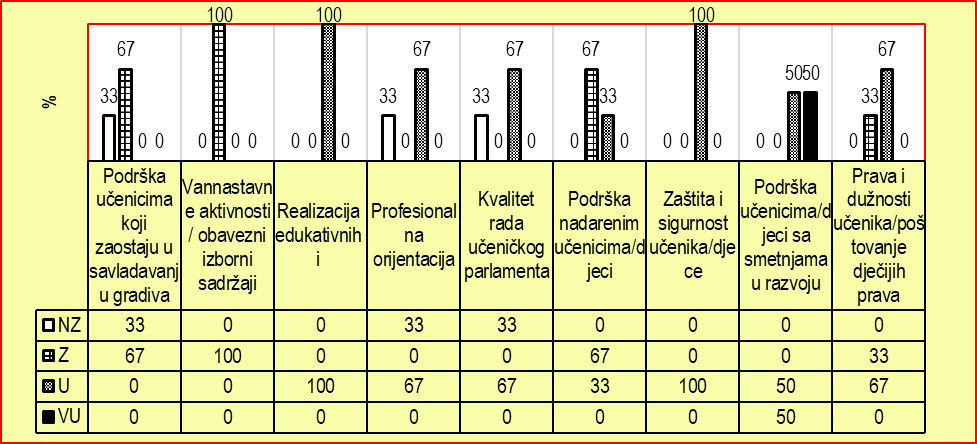 100 100 100
67 67 67 67 67
5050
33 33 33 33 33
0 0 0 0 0 0 0 0 0 0 0 0 0 0 0 0 0 0 0 0 0 0 0
%
Podrška učenicima koji zaostaju u savladavanj u gradiva
Vannastavn e aktivnosti / obavezni izborni sadržaji
Realizacija edukativnih i
Profesional na orijentacija
Kvalitet rada učeničkog parlamenta
Podrška nadarenim učenicima/d jeci
Zaštita i sigurnost učenika/dje ce
Podrška učenicima/d jeci sa smetnjama u razvoju
Prava i dužnosti učenika/poš tovanje dječijih prava
NZ 33 0 0 33 33 0 0 0 0
Z 67 100 0 0 0 67 0 0 33
U 0 0 100 67 67 33 100 50 67
VU 0 0 0 0 0 0 0 50 0